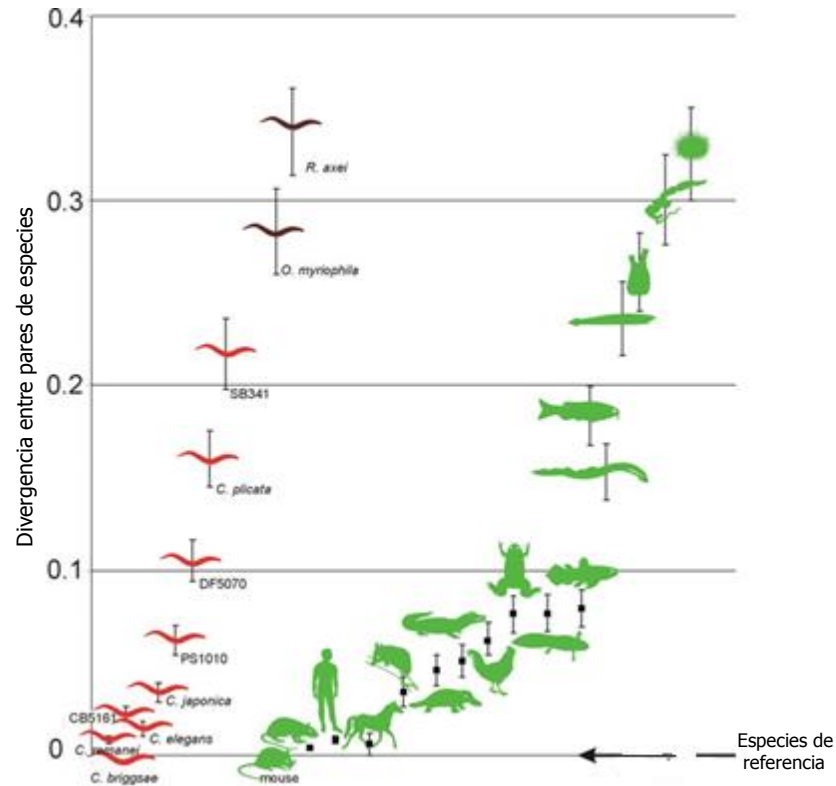 0.4
0.3
0.2
0.1
0
Divergencia entre pares de especies
R. axei
O. myriophila
SB341
C. plicata
DF5070
PS1010
C. japonica
CB5161
C. elegans
C. remanei
C. briggsae
mouse
Especies de
referencia